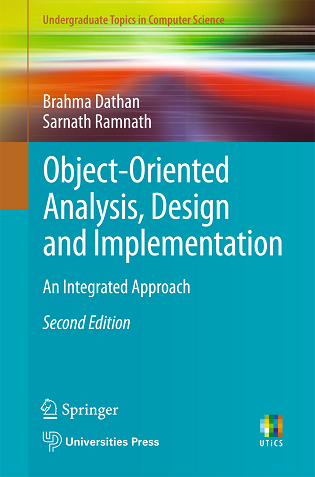 Undergraduate Topics in Computer Science
Brahma Dathan
Sarnath Ramnath
Object-Oriented
Analysis, Design
and Implementation
An Integrated Approach
Second Edition
Springer
Universities Press
UTiCS